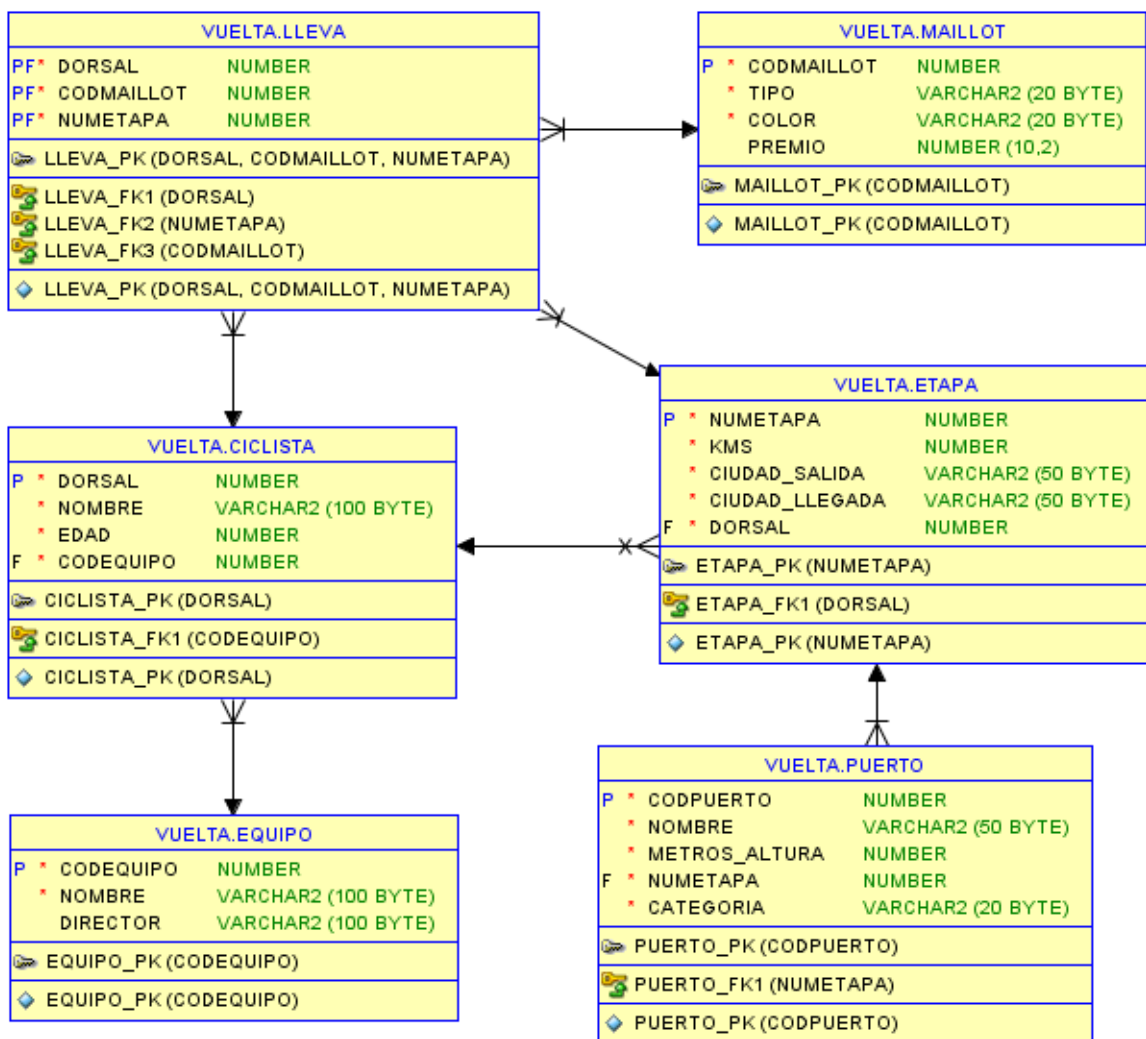 VUELTA.LLEVA
PF* DORSAL NUMBER
PF* CODMAILLOT NUMBER
PF* NUMETAPA NUMBER
LLEVA_PK (DORSAL, CODMAILLOT, NUMETAPA)
LLEVA_FK1 (DORSAL)
LLEVA_FK2 (NUMETAPA)
LLEVA_FK3 (CODMAILLOT)
LLEVA_PK (DORSAL, CODMAILLOT, NUMETAPA)
VUELTA.MAILLOT
P * CODMAILLOT NUMBER
* TIPO VARCHAR2 (20 BYTE)
* COLOR VARCHAR2 (20 BYTE)
PREMIO NUMBER (10,2)
MAILLOT_PK (CODMAILLOT)
MAILLOT_PK (CODMAILLOT)
VUELTA.CICLISTA
P * DORSAL NUMBER
* NOMBRE VARCHAR2 (100 BYTE)
* EDAD NUMBER
F * CODEQUIPO NUMBER
CICLISTA_PK (DORSAL)
CICLISTA_FK1 (CODEQUIPO)
CICLISTA_PK (DORSAL)
VUELTA.ETAPA
P * NUMETAPA NUMBER
* KMS NUMBER
* CIUDAD_SALIDA VARCHAR2 (50 BYTE)
* CIUDAD_LLEGADA VARCHAR2 (50 BYTE)
F * DORSAL NUMBER
ETAPA_PK (NUMETAPA)
ETAPA_FK1 (DORSAL)
ETAPA_PK (NUMETAPA)
VUELTA.EQUIPO
P * CODEQUIPO NUMBER
* NOMBRE VARCHAR2 (100 BYTE)
DIRECTOR VARCHAR2 (100 BYTE)
EQUIPO_PK (CODEQUIPO)
EQUIPO_PK (CODEQUIPO)
VUELTA.PUERTO
P * CODPUERTO NUMBER
* NOMBRE VARCHAR2 (50 BYTE)
* METROS_ALTURA NUMBER
F * NUMETAPA NUMBER
* CATEGORIA VARCHAR2 (20 BYTE)
PUERTO_PK (CODPUERTO)
PUERTO_FK1 (NUMETAPA)
PUERTO_PK (CODPUERTO)